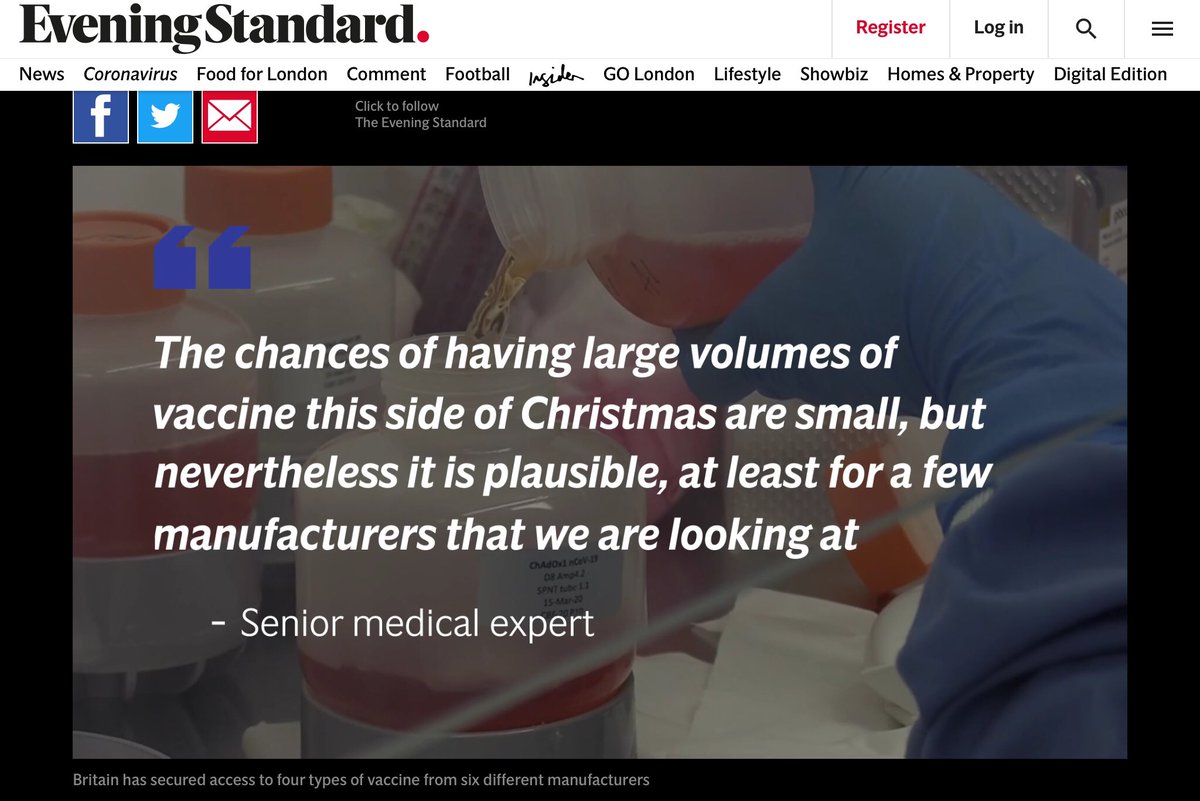 Evening Standard.
Register
Log in
News
Coronavirus
Food for London
Comment
Football
Insider
GO London
Lifestyle
Showbiz
Homes & Property
Digital Edition
Click to follow
The Evening Standard
The chances of having large volumes of
vaccine this side of Christmas are small, but
nevertheless it is plausible, at least for a few
manufacturers that we are looking at
ChAdOx1 nCoV-19
D8 Amp4.2
SPNT tube 1.1
15-Mar-20
- Senior medical expert
Britain has secured access to four types of vaccine from six different manufacturers